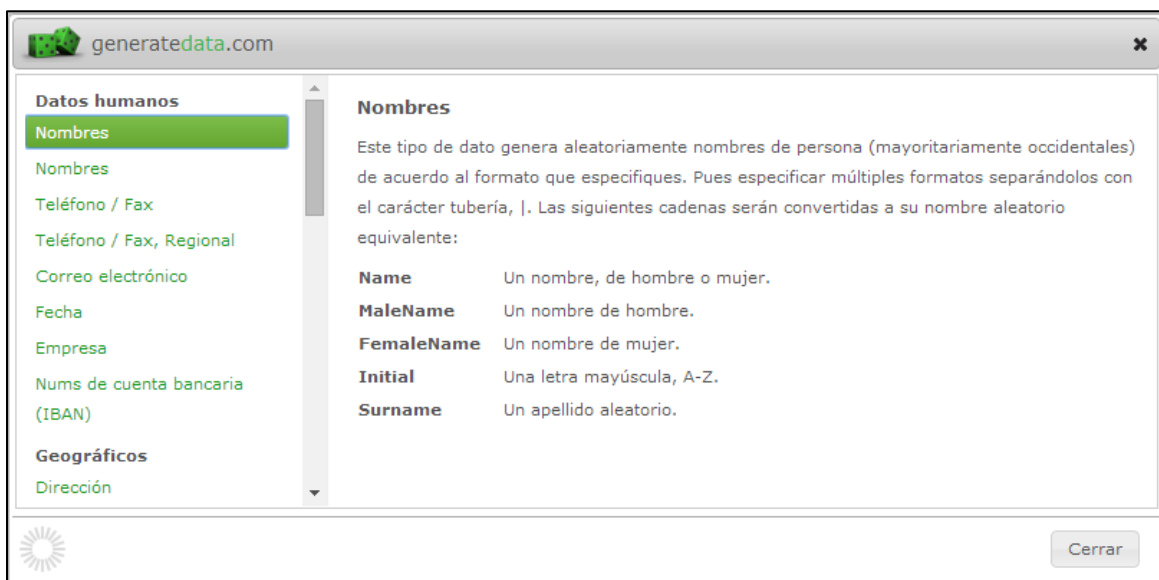 generatedata.com
Datos humanos
Nombres
Nombres
Teléfono / Fax
Teléfono / Fax, Regional
Correo electrónico
Fecha
Empresa
Nums de cuenta bancaria
(IBAN)
Geográficos
Dirección
Nombres
Este tipo de dato genera aleatoriamente nombres de persona (mayoritariamente occidentales)
de acuerdo al formato que especifiques. Pues especificar múltiples formatos separándolos con
el carácter tubería, |. Las siguientes cadenas serán convertidas a su nombre aleatorio
equivalente:
Name Un nombre, de hombre o mujer.
MaleName Un nombre de hombre.
FemaleName Un nombre de mujer.
Initial Una letra mayúscula, A-Z.
Surname Un apellido aleatorio.
Cerrar